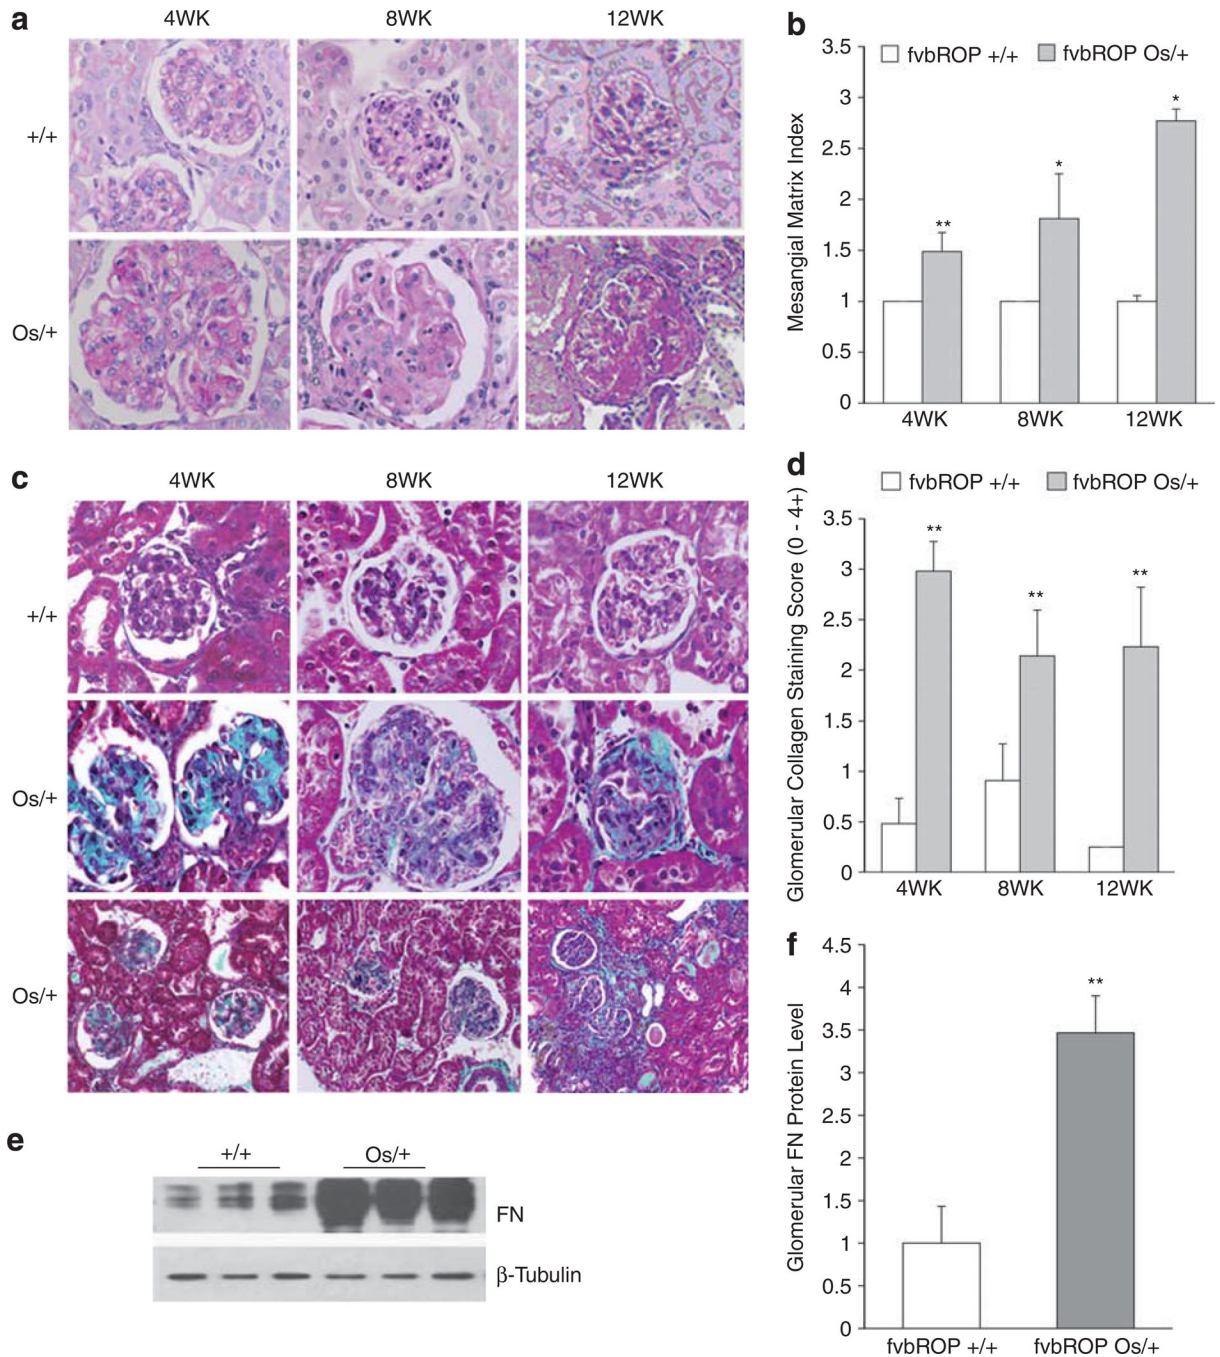 a
4WK 8WK 12WK
+/+
Os/+
b
fvbROP +/+ fvbROP Os/+
Mesangial Matrix Index
3.5
3
2.5
2
1.5
1
0.5
0
**
*
*
4WK 8WK 12WK
c
4WK 8WK 12WK
+/+
Os/+
Os/+
d
fvbROP +/+ fvbROP Os/+
Glomerular Collagen Staining Score (0 - 4+)
3.5
3
2.5
2
1.5
1
0.5
0
**
**
**
4WK 8WK 12WK
e
+/+ Os/+
FN
β-Tubulin
f
Glomerular FN Protein Level
4.5
4
3.5
3
2.5
2
1.5
1
0.5
0
**
fvbROP +/+ fvbROP Os/+